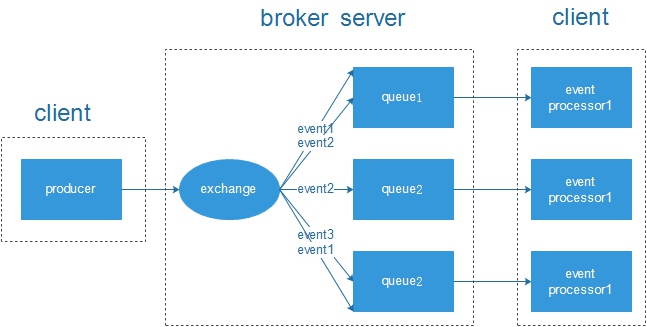 broker server
client
client
producer
exchange
event1
event2
event2
event3
event1
queue1
queue2
queue2
event
processor1
event
processor1
event
processor1